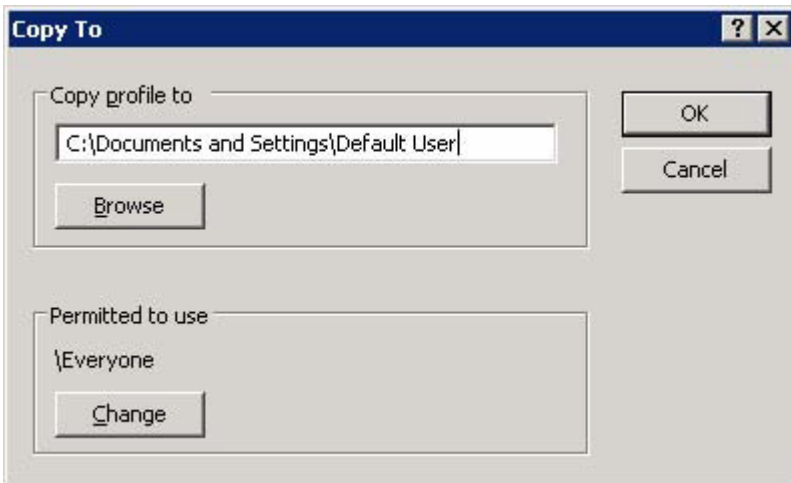 Copy To
Copy profile to
C:\Documents and Settings\Default User
Browse
OK
Cancel
Permitted to use
\Everyone
Change